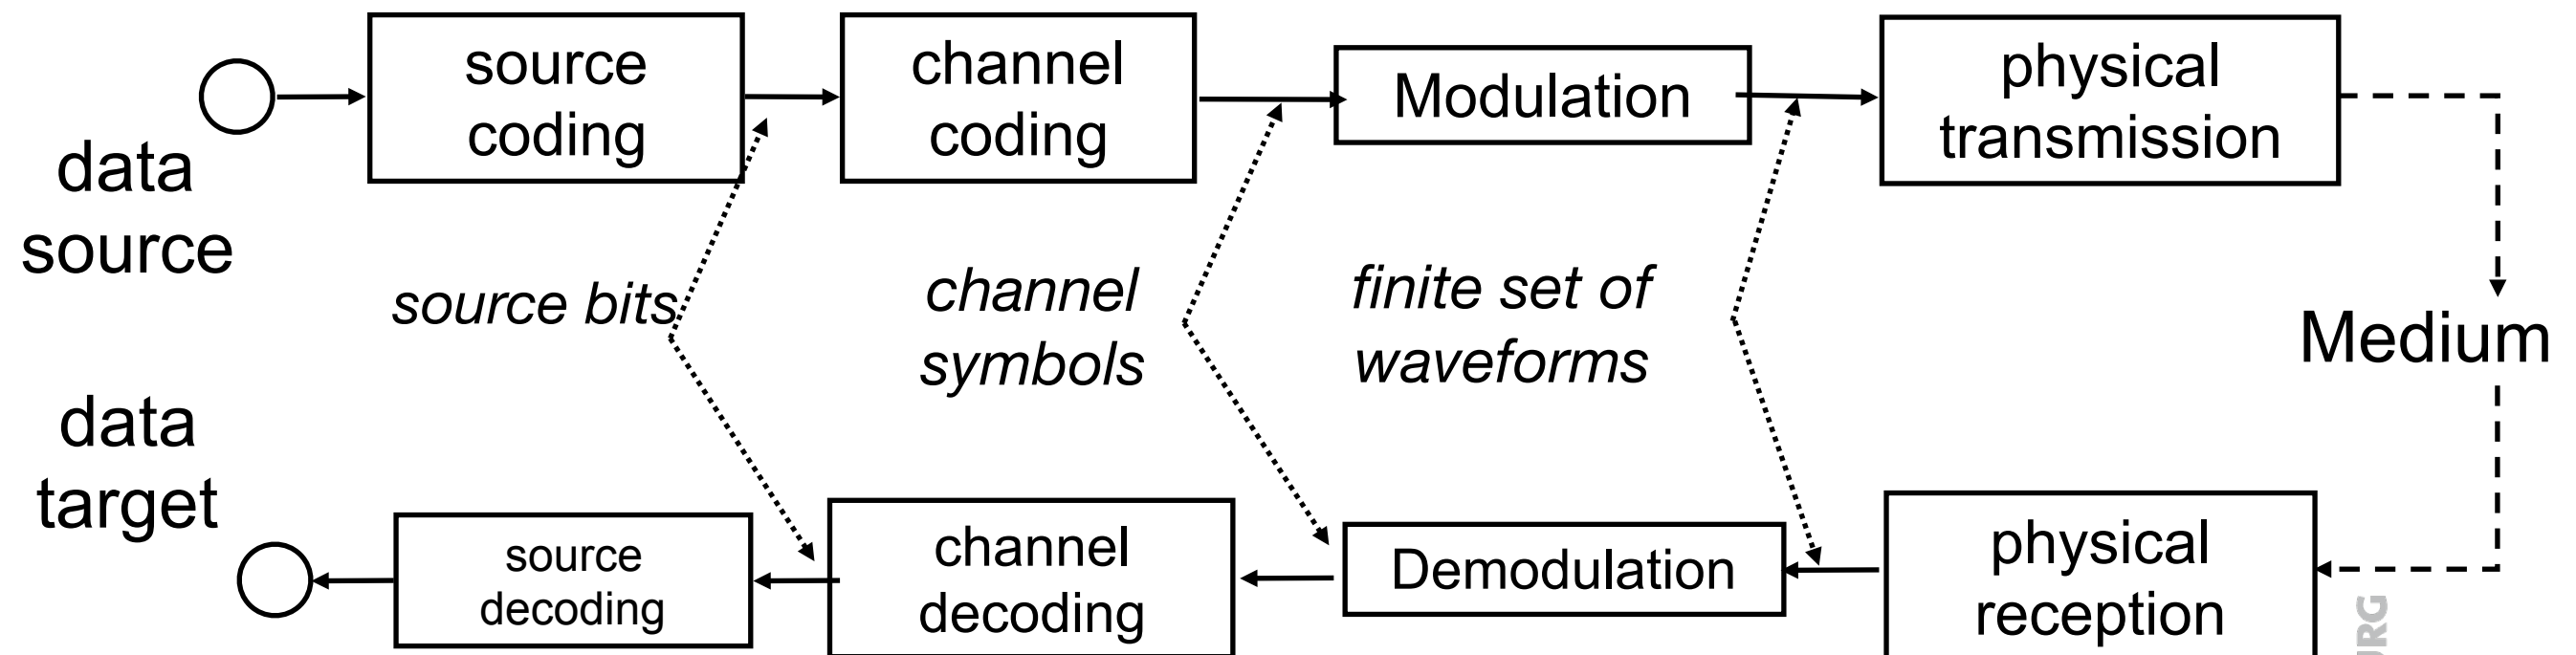 source
coding
channel
coding
Modulation
physical
transmission
data
source
source bits
channel
symbols
finite set of
waveforms
Medium
data
target
source
decoding
channel
decoding
Demodulation
physical
reception